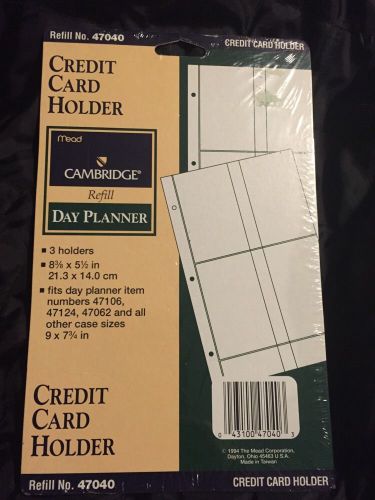 Refill No. 47040
CREDIT CARD HOLDER
CREDIT
CARD
HOLDER
Mead
CAMBRIDGE®
Refill
DAY PLANNER
■ 3 holders
■ 8⅜ x 5½ in
21.3 x 14.0 cm
■ fits day planner item
numbers 47106,
47124, 47062 and all
other case sizes
9 x 7¾ in
CREDIT
CARD
HOLDER
0 43100 47040 3
© 1994 The Mead Corporation,
Dayton, Ohio 45463 U.S.A.
Made in Taiwan
Refill No. 47040
CREDIT CARD HOLDER